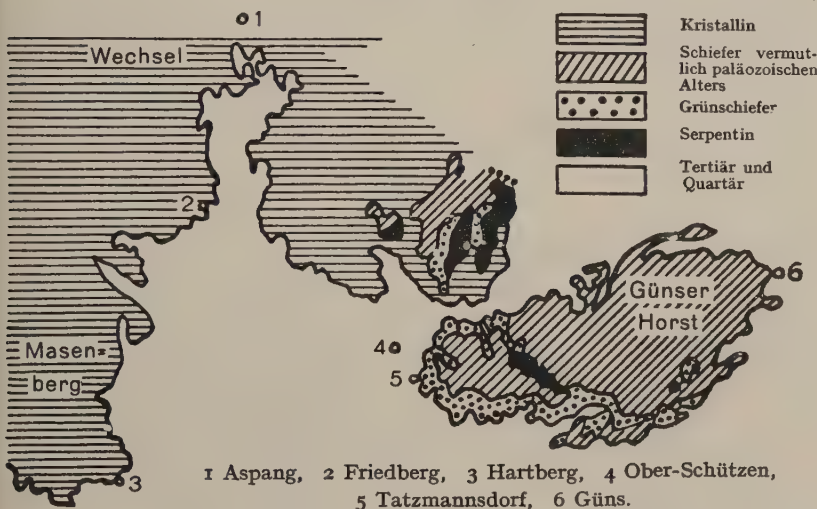 1
Wechsel
2
Masen=
berg
3
Kristallin
Schiefer vermut-
lich paläozoischen
Alters
Grünschiefer
Serpentin
Tertiär und
Quartär
Günser
Horst
6
4
5
1 Aspang, 2 Friedberg, 3 Hartberg, 4 Ober-Schützen,
5 Tatzmannsdorf, 6 Güns.